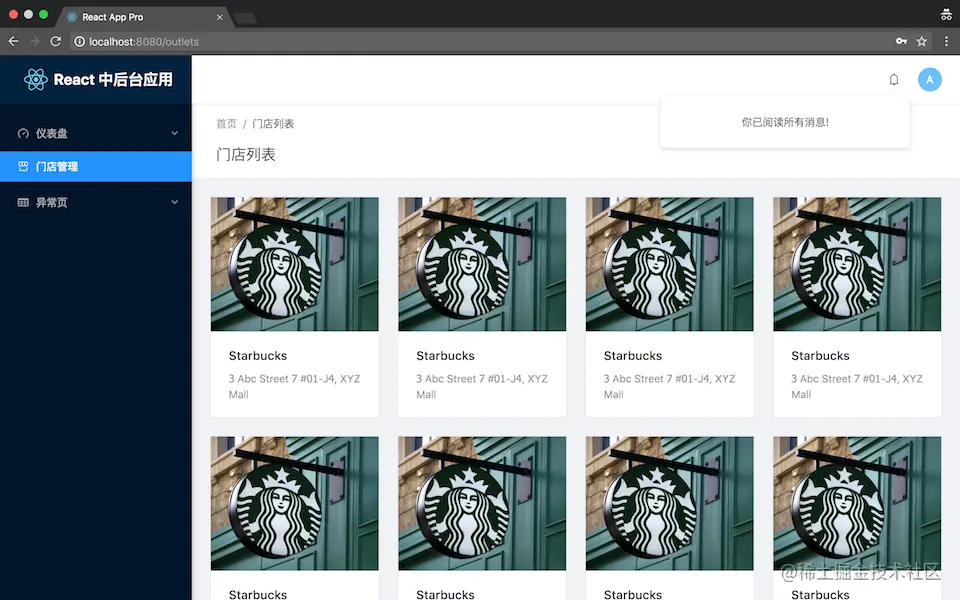 React App Pro
localhost:8080/outlets
React 中后台应用
A
仪表盘
门店管理
异常页
首页 / 门店列表
门店列表
你已阅读所有消息!
Starbucks
3 Abc Street 7 #01-J4, XYZ
Mall
Starbucks
3 Abc Street 7 #01-J4, XYZ
Mall
Starbucks
3 Abc Street 7 #01-J4, XYZ
Mall
Starbucks
3 Abc Street 7 #01-J4, XYZ
Mall
Starbucks
Starbucks
Starbucks
Starbucks
@稀土掘金技术社区